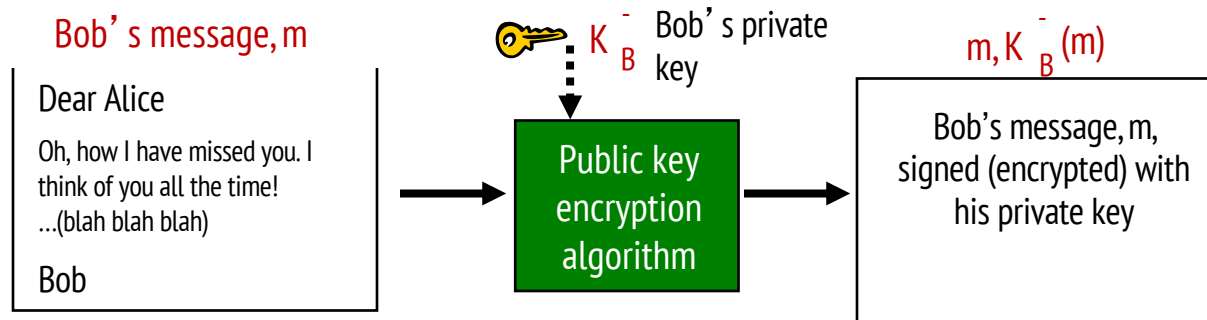 Bob’s message, m
Dear Alice
Oh, how I have missed you. I
think of you all the time!
…(blah blah blah)
Bob
K B -
Bob’s private
key
Public key
encryption
algorithm
m, K B - (m)
Bob’s message, m,
signed (encrypted) with
his private key